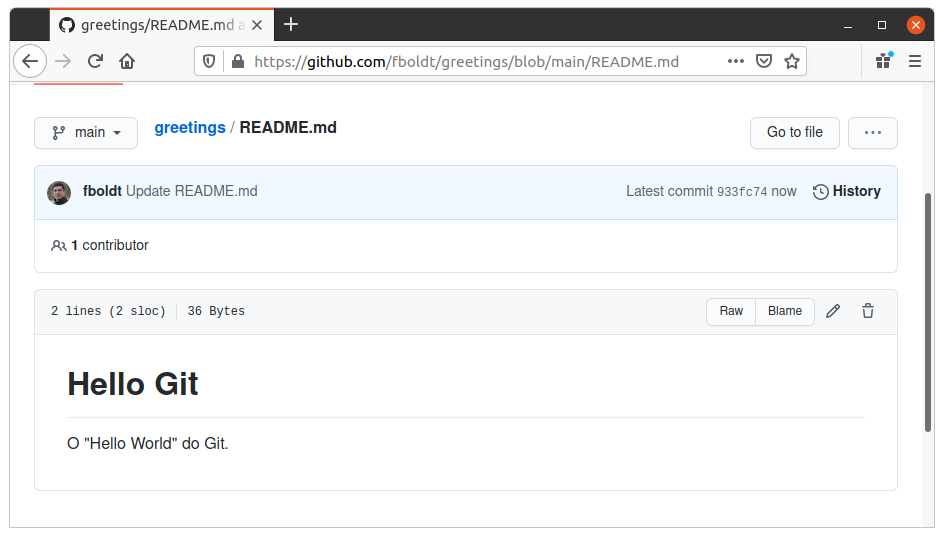 greetings/README.md a
https://github.com/fboldt/greetings/blob/main/README.md
main
greetings / README.md
Go to file
fboldt Update README.md
Latest commit 933fc74 now
History
1 contributor
2 lines (2 sloc) 36 Bytes
Raw
Blame
Hello Git
O "Hello World" do Git.